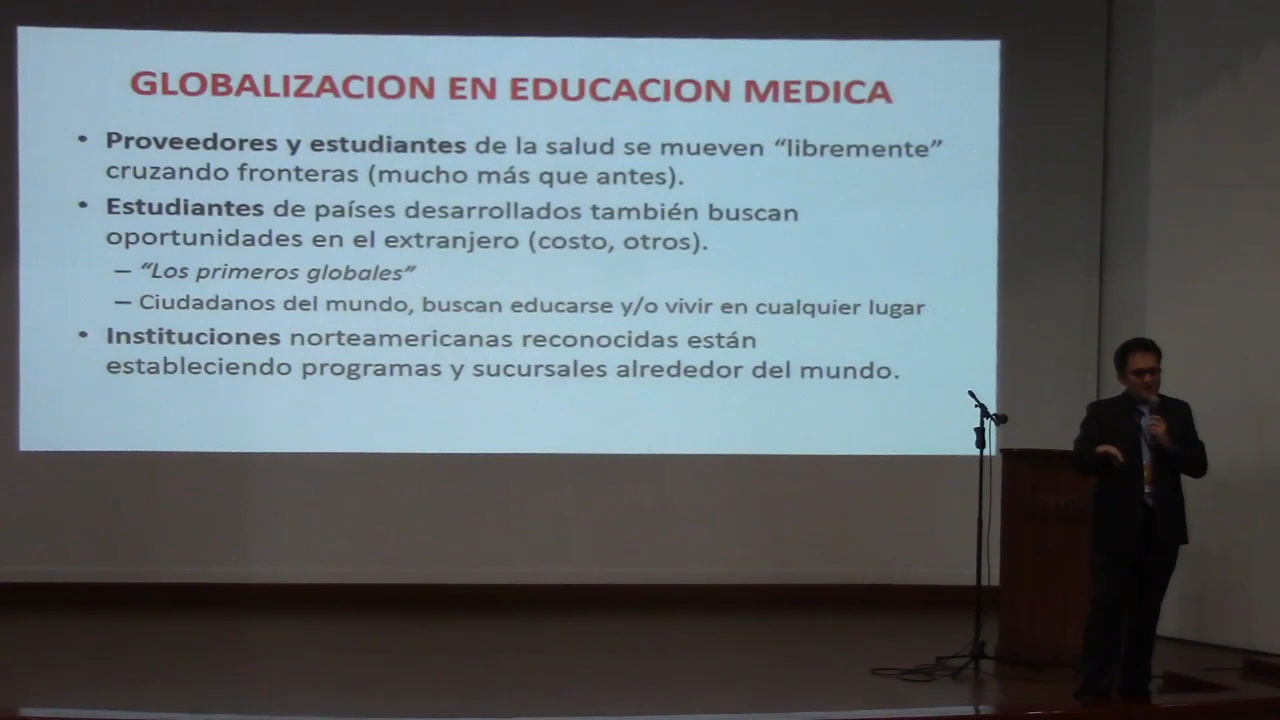 GLOBALIZACION EN EDUCACION MEDICA
• Proveedores y estudiantes de la salud se mueven “libremente”
cruzando fronteras (mucho más que antes).
• Estudiantes de países desarrollados también buscan
oportunidades en el extranjero (costo, otros).
– “Los primeros globales”
– Ciudadanos del mundo, buscan educarse y/o vivir en cualquier lugar
• Instituciones norteamericanas reconocidas están
estableciendo programas y sucursales alrededor del mundo.